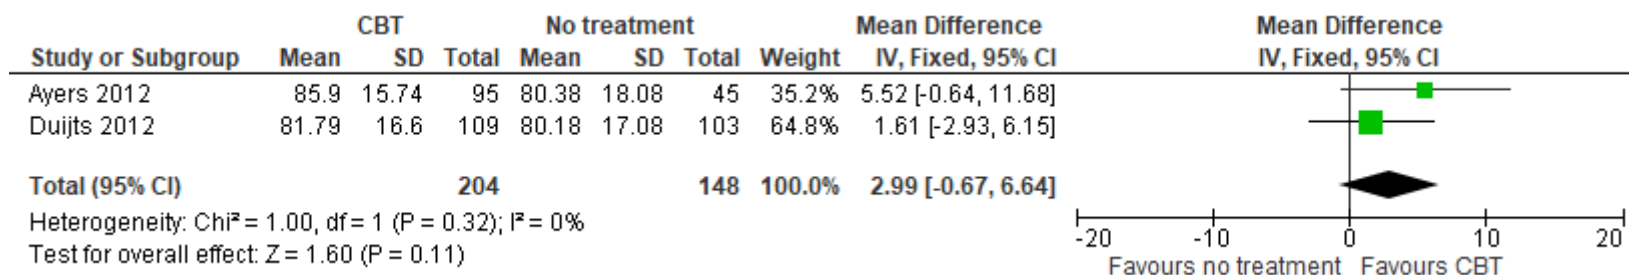 CBT No treatment Mean Difference Mean Difference
Study or Subgroup Mean SD Total Mean SD Total Weight IV, Fixed, 95% CI IV, Fixed, 95% CI
Ayers 2012 85.9 15.74 95 80.38 18.08 45 35.2% 5.52 [-0.64, 11.68]
Duijts 2012 81.79 16.6 109 80.18 17.08 103 64.8% 1.61 [-2.93, 6.15]
Total (95% CI) 204 148 100.0% 2.99 [-0.67, 6.64]
Heterogeneity: Chi² = 1.00, df = 1 (P = 0.32); I² = 0%
Test for overall effect: Z = 1.60 (P = 0.11)
-20 -10 0 10 20
Favours no treatment Favours CBT